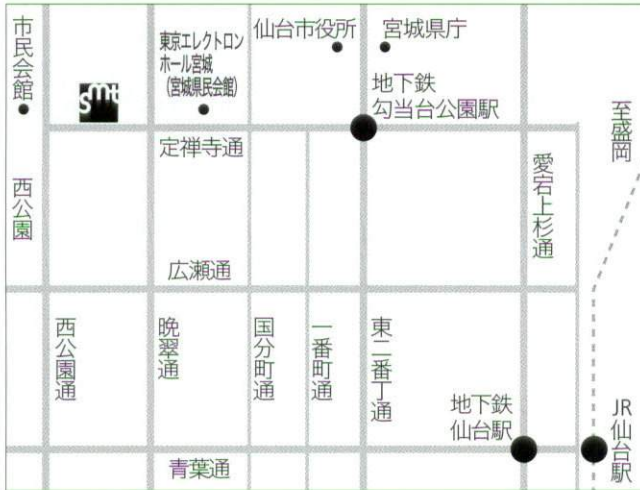 市民会館
smt
東京エレクトロン
ホール宮城
(宮城県民会館)
仙台市役所
宮城県庁
地下鉄
勾当台公園駅
至盛岡
定禅寺通
西公園
愛宕上杉通
広瀬通
西公園通
晩翠通
国分町通
一番町通
東二番丁通
地下鉄
仙台駅
JR仙台駅
青葉通